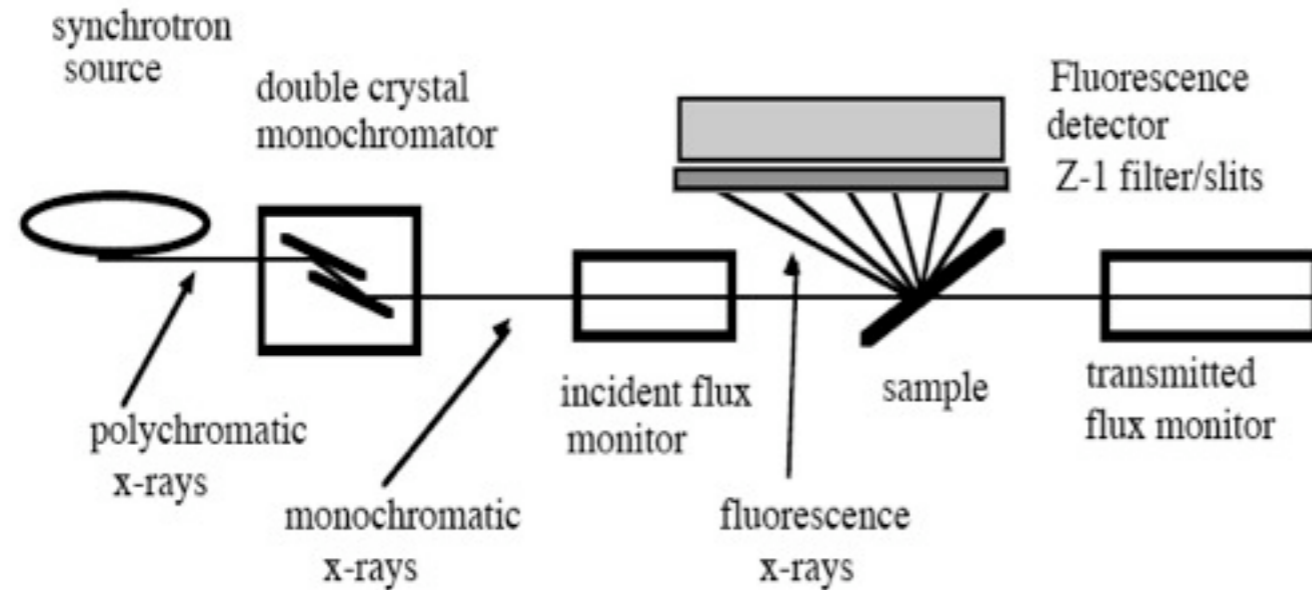 synchrotron
source
double crystal
monochromator
Fluorescence
detector
Z-1 filter/slits
polychromatic
x-rays
monochromatic
x-rays
incident flux
monitor
fluorescence
x-rays
sample
transmitted
flux monitor